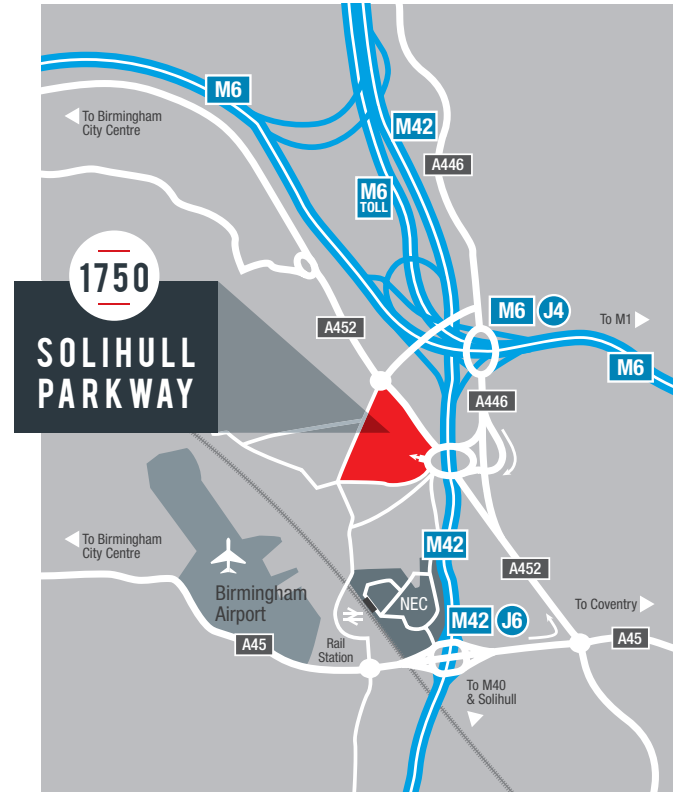 M6
To Birmingham
City Centre
M42
A446
M6
TOLL
1750
SOLIHULL
PARKWAY
A452
M6
J4
To M1
M6
A446
To Birmingham
City Centre
M42
A452
Birmingham
Airport
NEC
To Coventry
M42
J6
A45
Rail
Station
A45
To M40
& Solihull